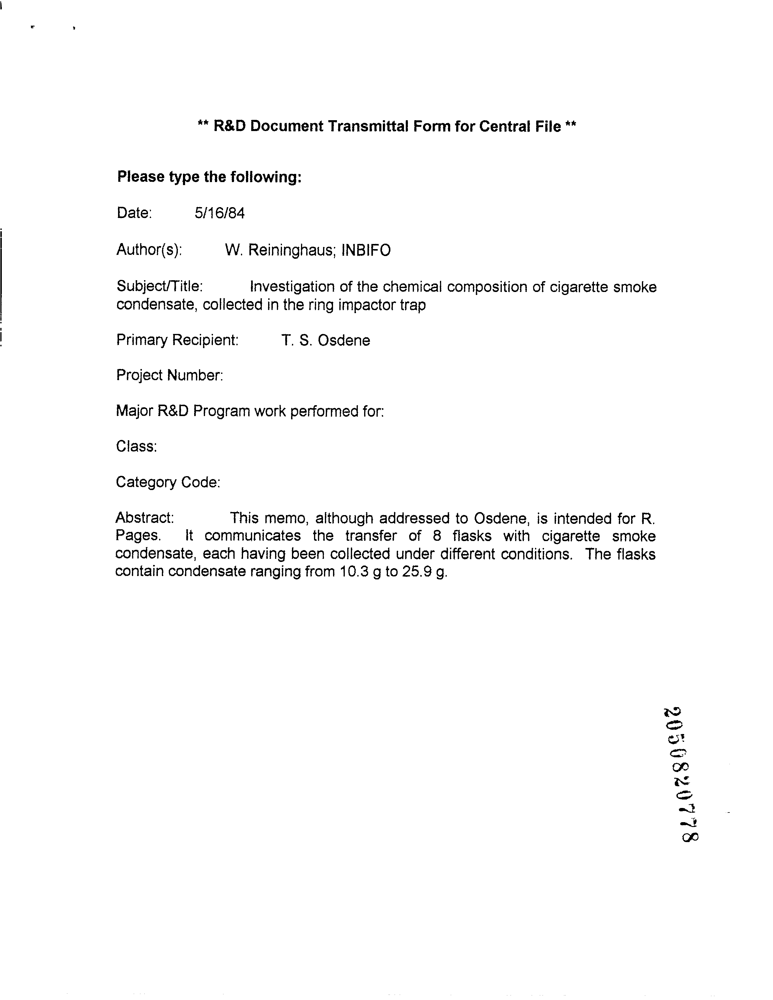 ** R&D Document Transmittal Form for Central File **
Please type the following:
Date: 5/16/84
Author(s): W. Reininghaus; INBIFO
Subject/Title: Investigation of the chemical composition of cigarette smoke
condensate, collected in the ring impactor trap
Primary Recipient: T. S. Osdene
Project Number:
Major R&D Program work performed for:
Class:
Category Code:
Abstract: This memo, although addressed to Osdene, is intended for R.
Pages. It communicates the transfer of 8 flasks with cigarette smoke
condensate, each having been collected under different conditions. The flasks
contain condensate ranging from 10.3 g to 25.9 g.
2050820778